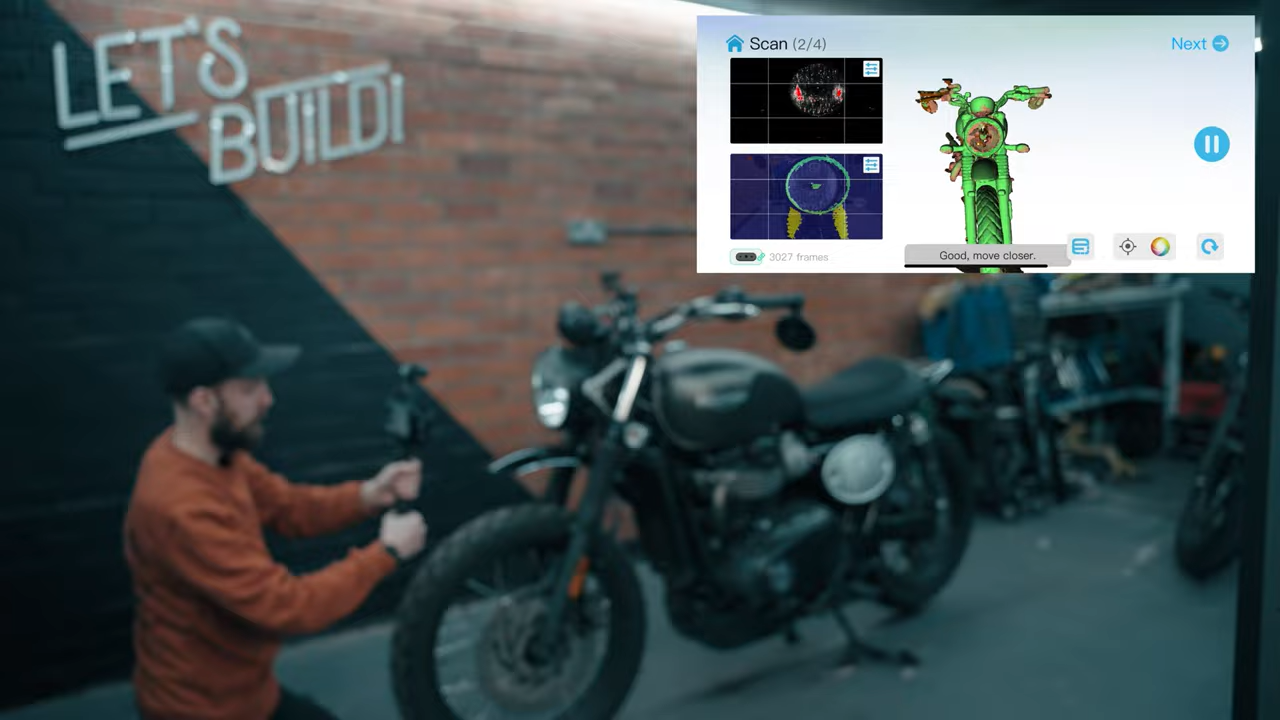 LET'S
BUILD!
Scan (2/4)
Next
3027 frames
Good, move closer.